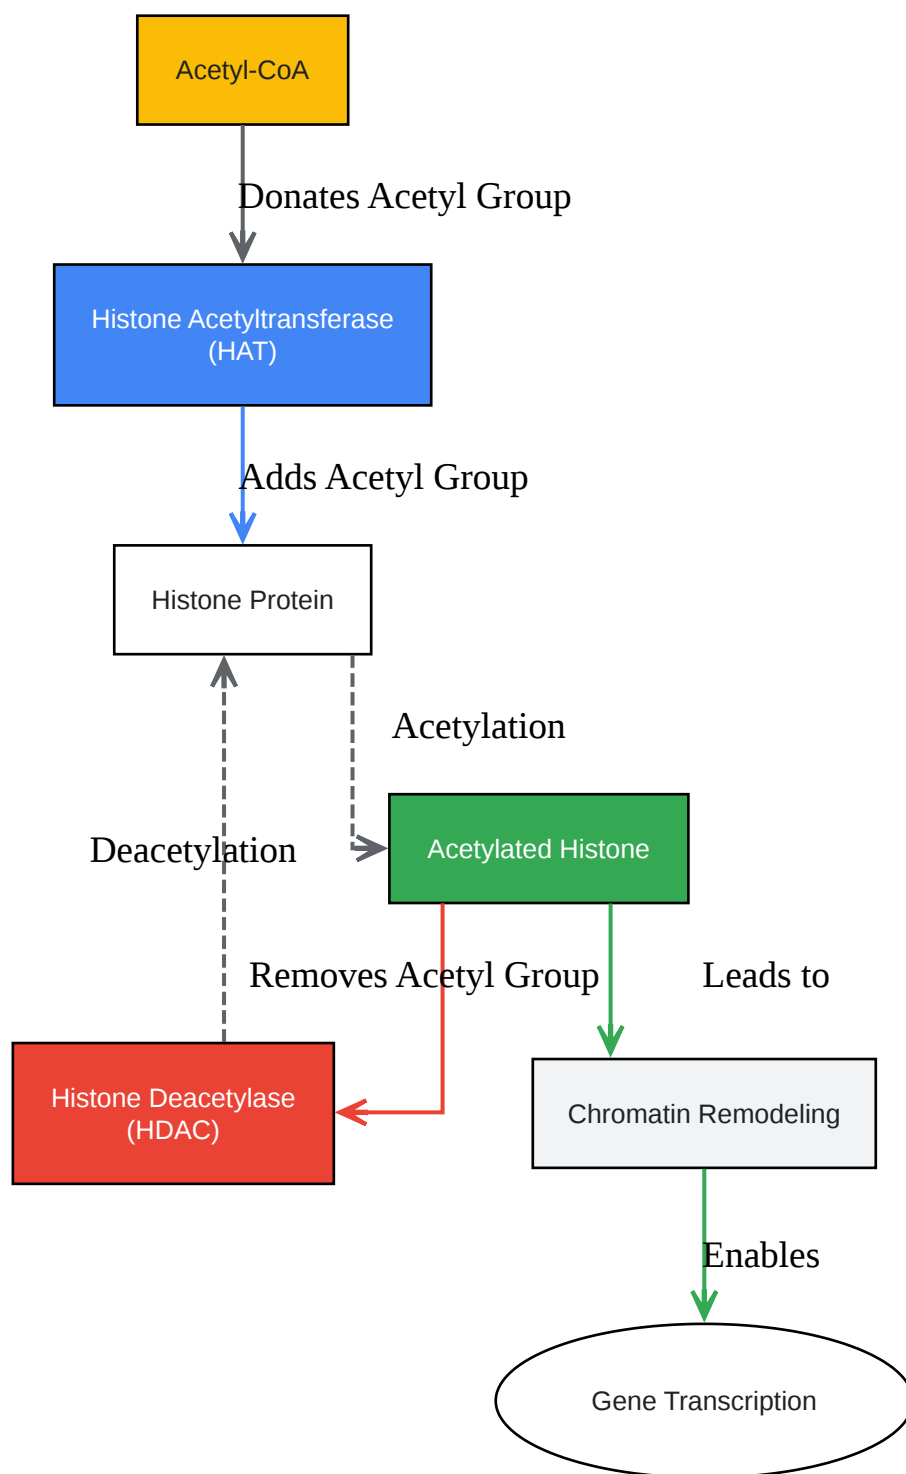 Acetyl-CoA
Donates Acetyl Group
Histone Acetyltransferase
(HAT)
Adds Acetyl Group
Histone Protein
Acetylation
Deacetylation
Acetylated Histone
Removes Acetyl Group
Leads to
Histone Deacetylase
(HDAC)
Chromatin Remodeling
Enables
Gene Transcription